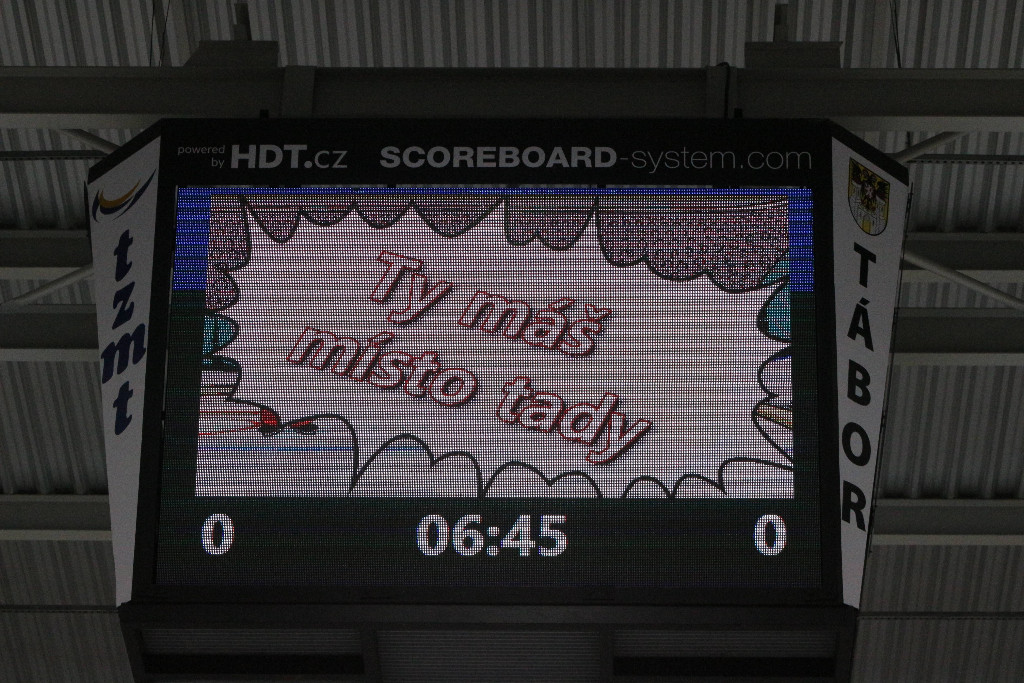 powered
by
HDT.cz SCOREBOARD-system.com
tzmt
TÁBOR
Ty máš
místo tady
0 06:45 0